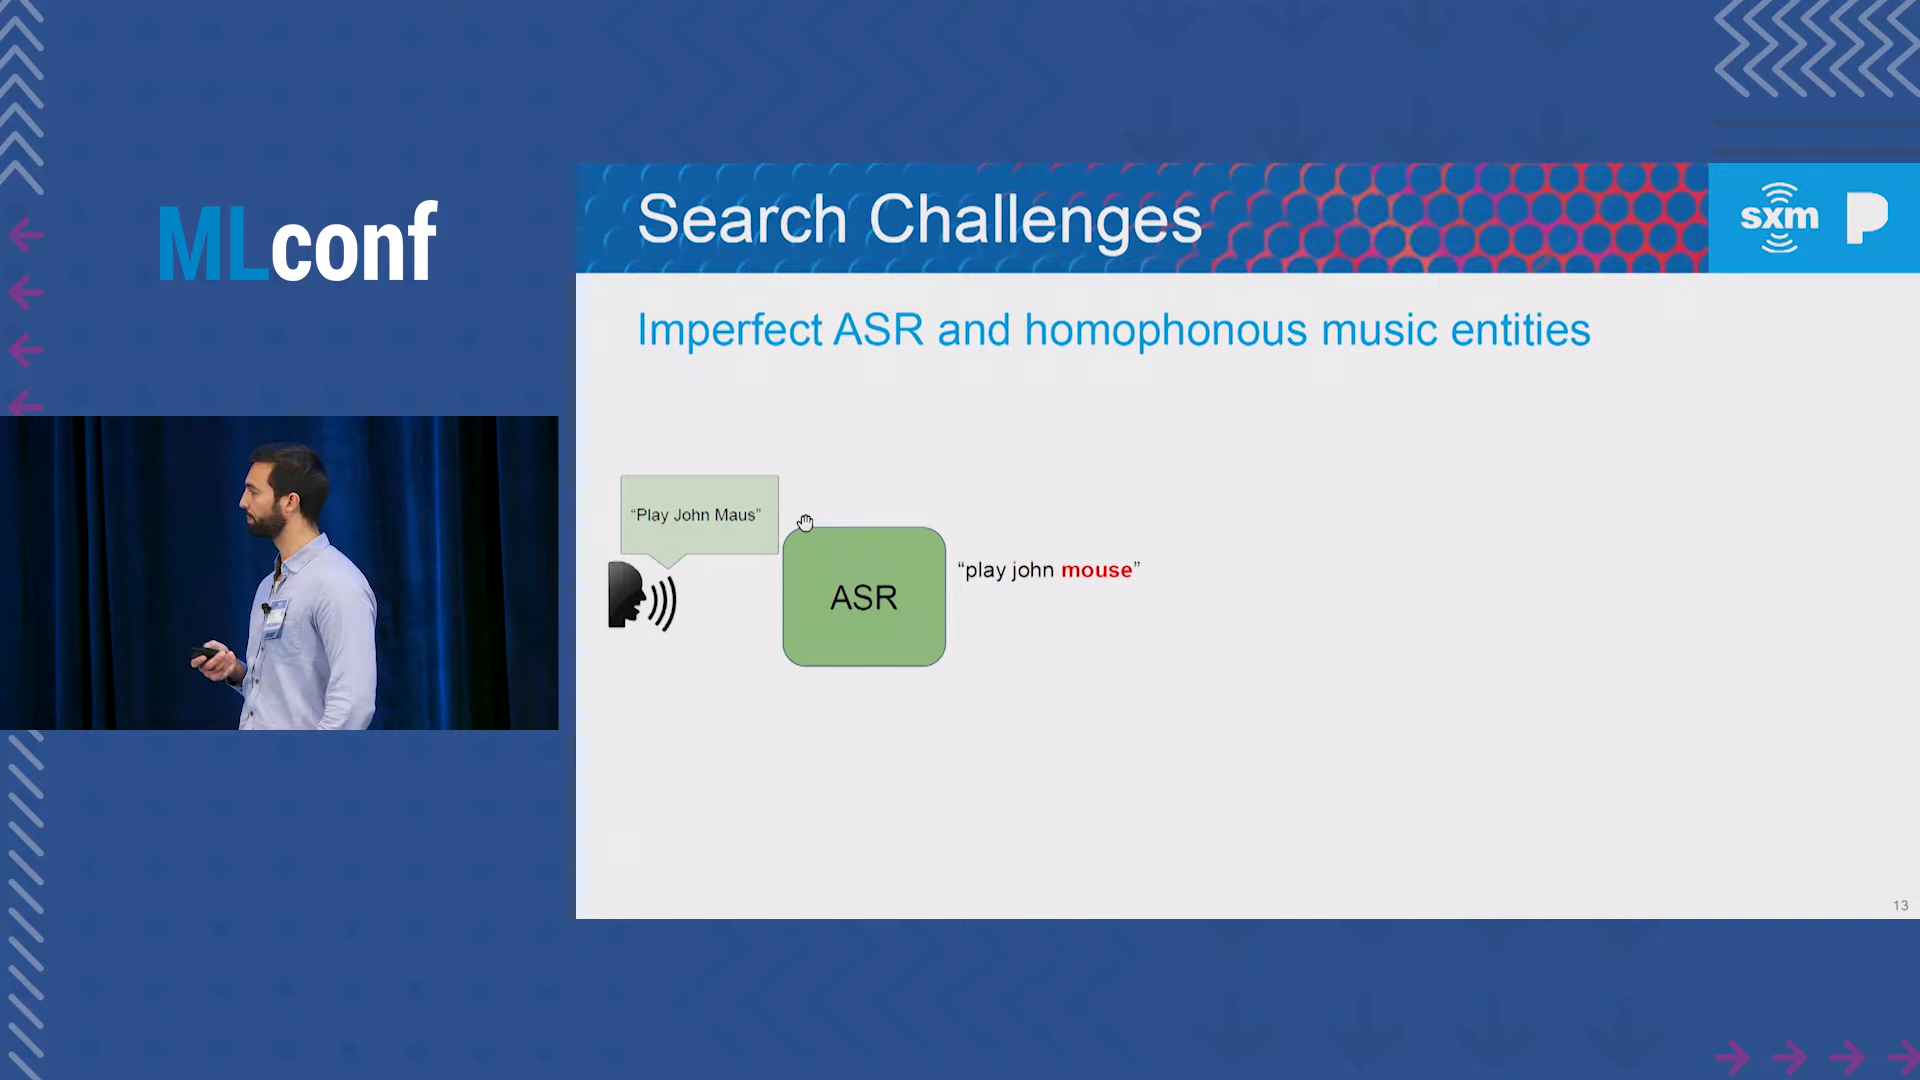 MLconf
Search Challenges
sxm
Imperfect ASR and homophonous music entities
“Play John Maus”
ASR
“play john mouse”
13